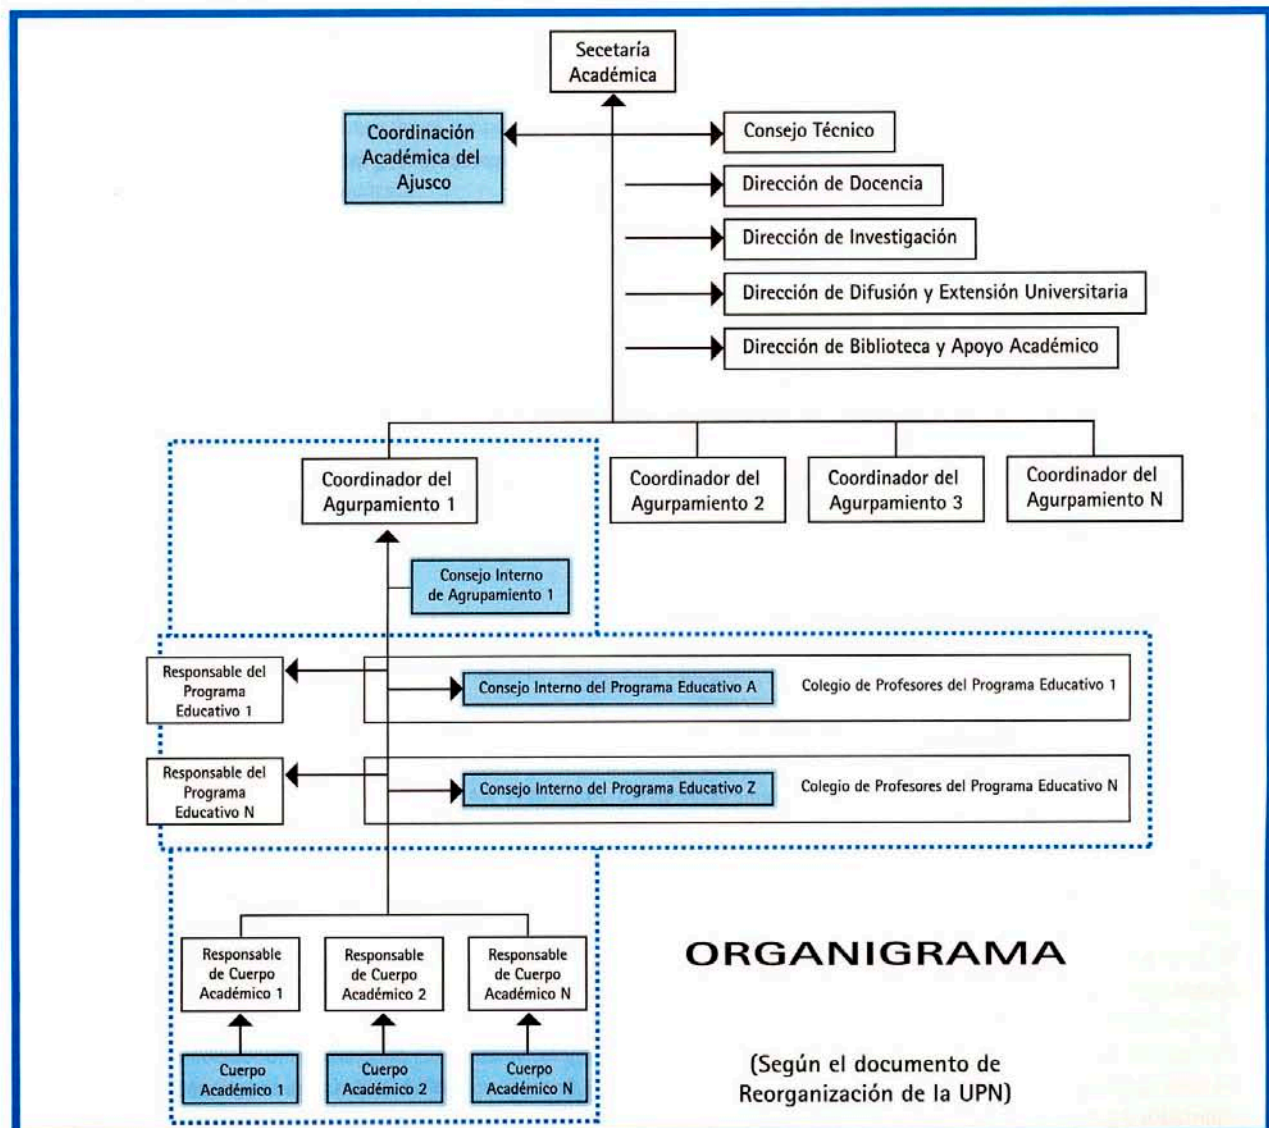 Secetaría
Académica
Coordinación
Académica del
Ajusco
Consejo Técnico
Dirección de Docencia
Dirección de Investigación
Dirección de Difusión y Extensión Universitaria
Dirección de Biblioteca y Apoyo Académico
Coordinador del
Agurpamiento 1
Coordinador del
Agurpamiento 2
Coordinador del
Agurpamiento 3
Coordinador del
Agurpamiento N
Consejo Interno
de Agrupamiento 1
Responsable del
Programa
Educativo 1
Consejo Interno del Programa Educativo A
Colegio de Profesores del Programa Educativo 1
Responsable del
Programa
Educativo N
Consejo Interno del Programa Educativo Z
Colegio de Profesores del Programa Educativo N
Responsable
de Cuerpo
Académico 1
Responsable
de Cuerpo
Académico 2
Responsable
de Cuerpo
Académico N
Cuerpo
Académico 1
Cuerpo
Académico 2
Cuerpo
Académico N
ORGANIGRAMA
(Según el documento de
Reorganización de la UPN)